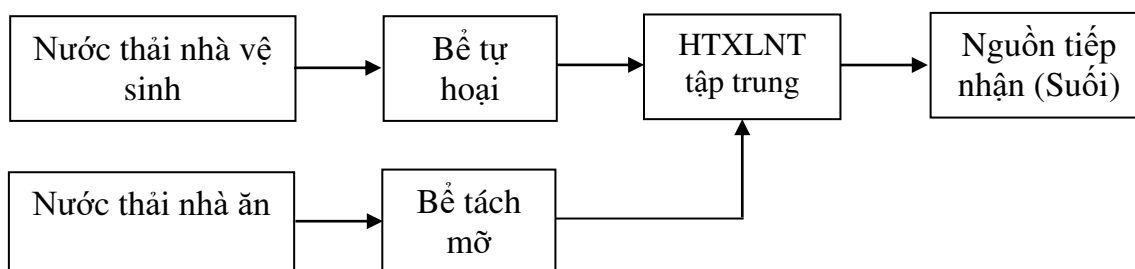 Nước thải nhà vệ
sinh
Bể tự
hoại
HTXLNT
tập trung
Nguồn tiếp
nhận (Suối)
Nước thải nhà ăn
Bể tách
mỡ